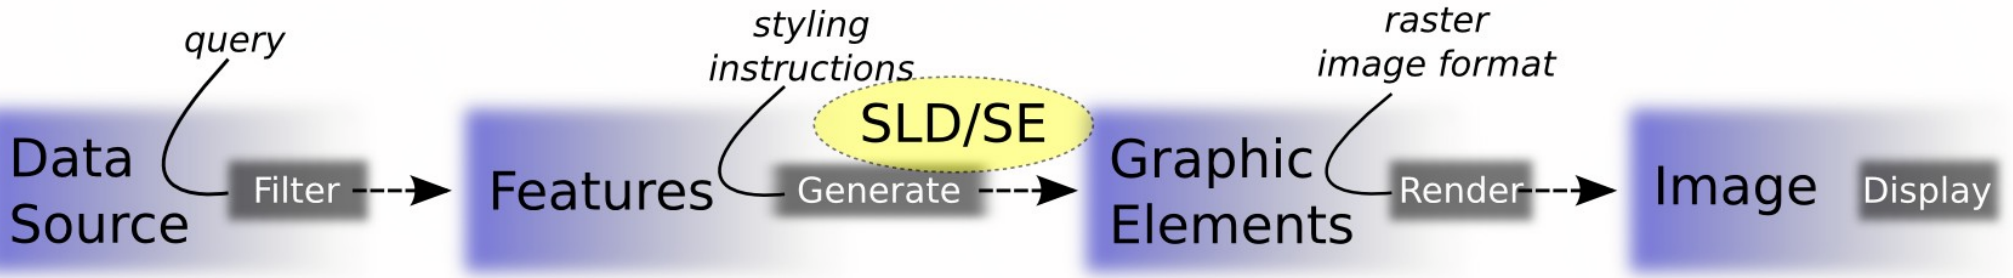 query
styling
instructions
raster
image format
SLD/SE
Data
Source
Filter
Features
Generate
Graphic
Elements
Render
Image
Display